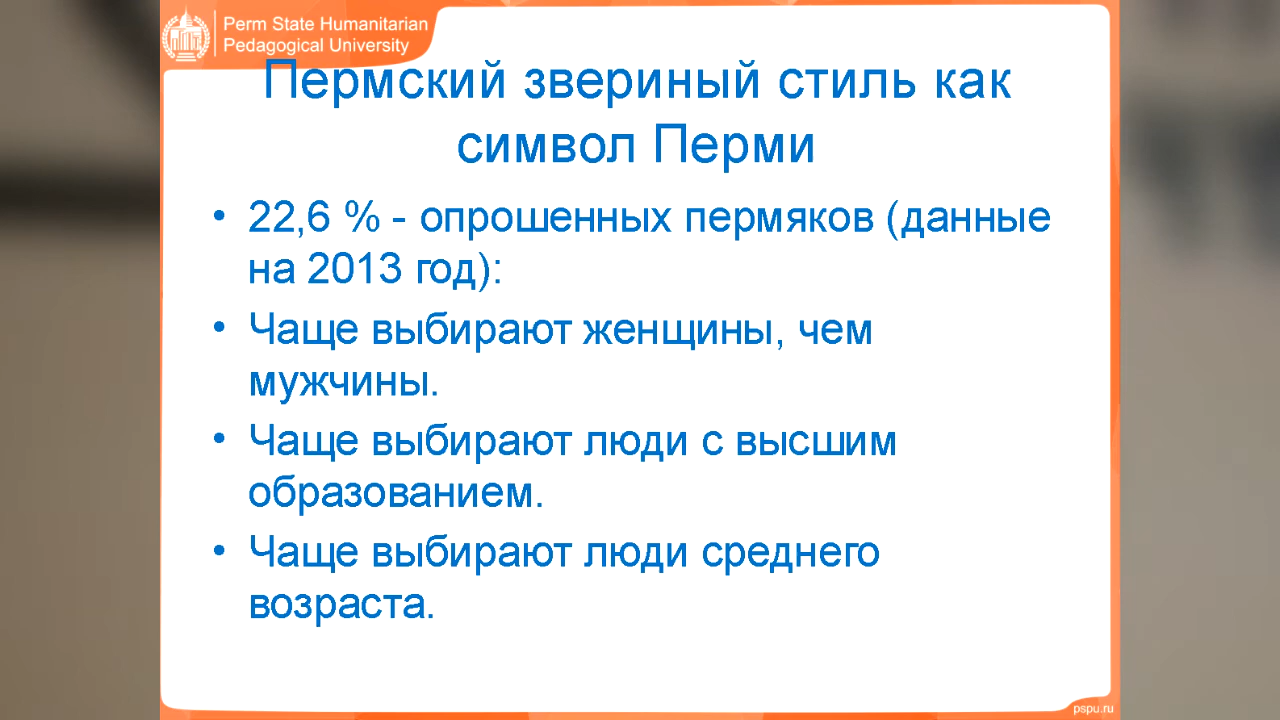 Perm State Humanitarian
Pedagogical University
Пермский звериный стиль как
символ Перми
• 22,6 % - опрошенных пермяков (данные
на 2013 год):
• Чаще выбирают женщины, чем
мужчины.
• Чаще выбирают люди с высшим
образованием.
• Чаще выбирают люди среднего
возраста.
pspu.ru